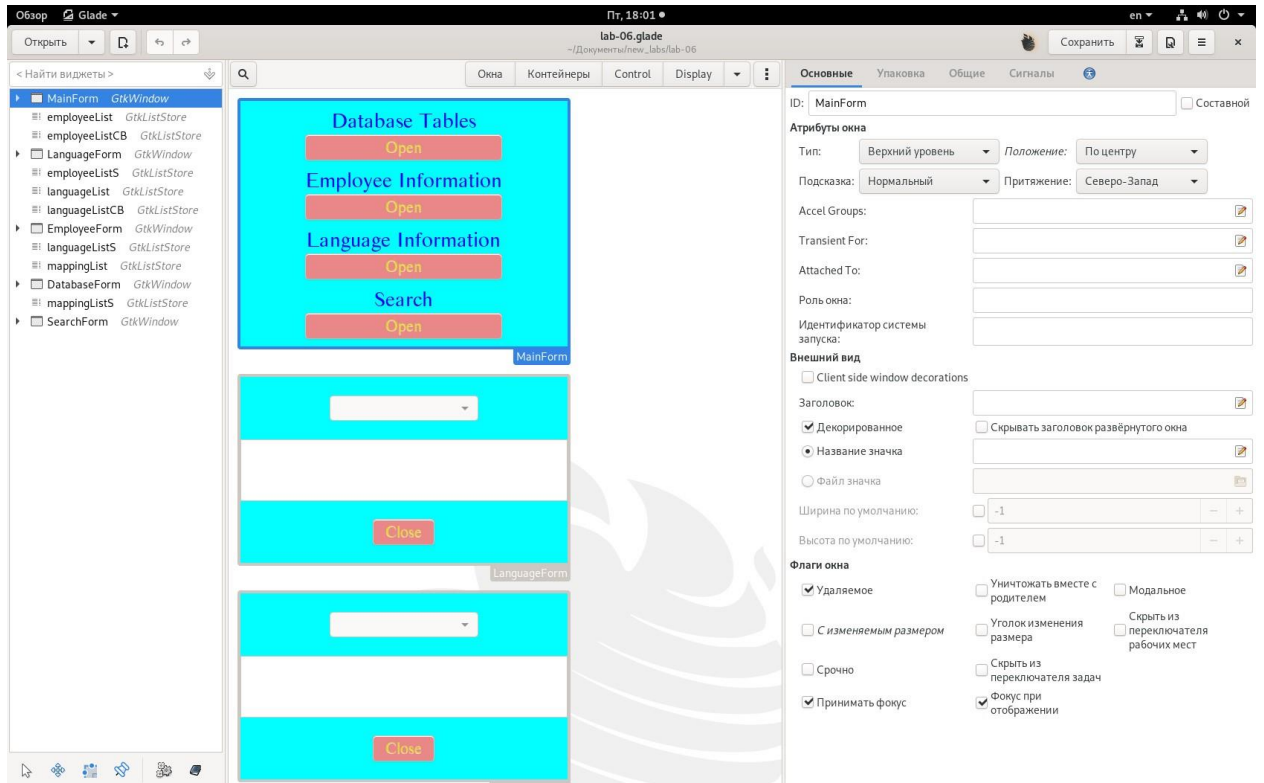 Обзор Glade Пт, 18:01 en
Открыть lab-06.glade Сохранить
~/Документы/new_labs/lab-06
< Найти виджеты > Окна Контейнеры Control Display Основные Упаковка Общие Сигналы
MainForm GtkWindow
employeeList GtkListStore
employeeListCB GtkListStore
LanguageForm GtkWindow
employeeListS GtkListStore
languageList GtkListStore
languageListCB GtkListStore
EmployeeForm GtkWindow
languageListS GtkListStore
mappingList GtkListStore
DatabaseForm GtkWindow
mappingListS GtkListStore
SearchForm GtkWindow
Database Tables
Open
Employee Information
Open
Language Information
Open
Search
Open
MainForm
Close
LanguageForm
Close
ID: MainForm Составной
Атрибуты окна
Тип: Верхний уровень Положение: По центру
Подсказка: Нормальный Притяжение: Северо-Запад
Accel Groups:
Transient For:
Attached To:
Роль окна:
Идентификатор системы
запуска:
Внешний вид
Client side window decorations
Заголовок:
Декорированное Скрывать заголовок развёрнутого окна
Название значка
Файл значка
Ширина по умолчанию: -1
Высота по умолчанию: -1
Флаги окна
Удаляемое Уничтожать вместе с
родителем Модальное
С изменяемым размером Уголок изменения
размера Скрыть из
переключателя
рабочих мест
Срочно Скрыть из
переключателя задач
Принимать фокус Фокус при
отображении